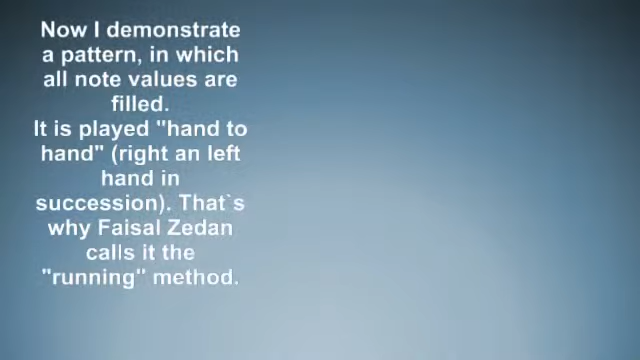 Now I demonstrate
a pattern, in which
all note values are
filled.
It is played "hand to
hand" (right an left
hand in
succession). That`s
why Faisal Zedan
calls it the
"running" method.